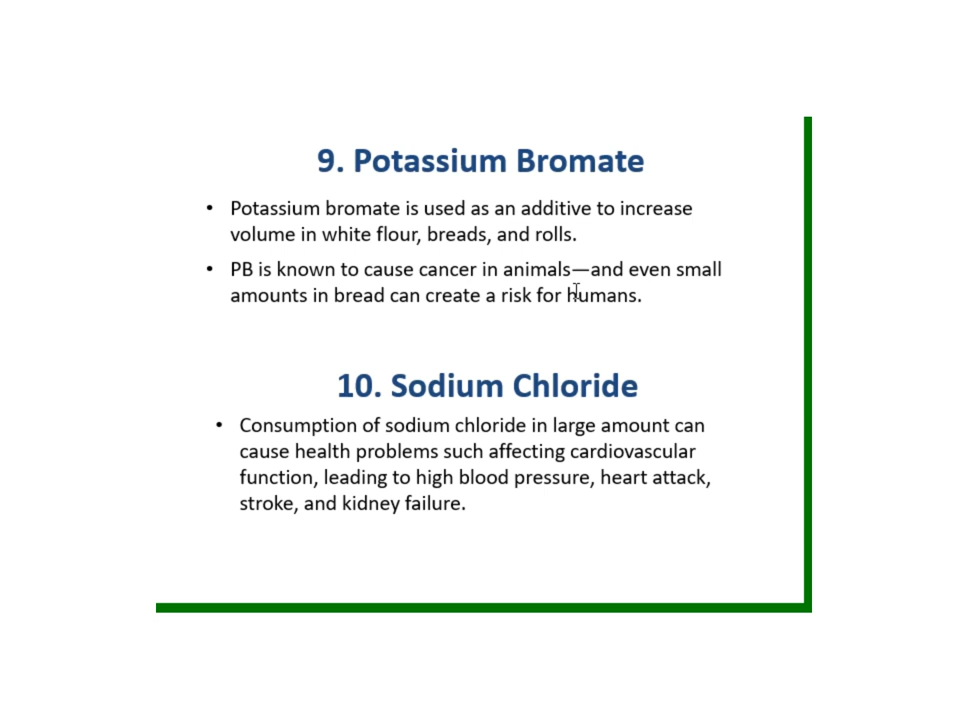 9. Potassium Bromate
• Potassium bromate is used as an additive to increase
volume in white flour, breads, and rolls.
• PB is known to cause cancer in animals—and even small
amounts in bread can create a risk for humans.
10. Sodium Chloride
• Consumption of sodium chloride in large amount can
cause health problems such affecting cardiovascular
function, leading to high blood pressure, heart attack,
stroke, and kidney failure.